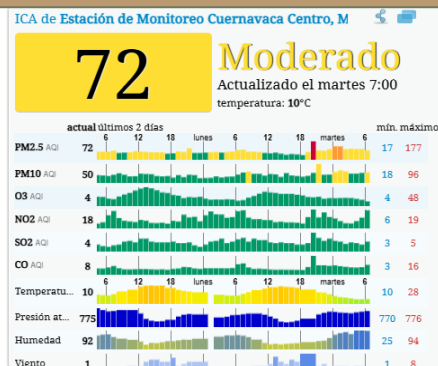 ICA de Estación de Monitoreo Cuernavaca Centro, M
72
Moderado
Actualizado el martes 7:00
temperatura: 10°C
actual últimos 2 días mín. máximo
6 12 18 lunes 6 12 18 martes 6
PM2.5 AQI 72 17 177
PM10 AQI 50 18 96
O3 AQI 4 4 48
NO2 AQI 18 6 19
SO2 AQI 4 3 5
CO AQI 8 3 16
6 12 18 lunes 6 12 18 martes 6
Temperatu... 10 10 28
Presión at... 775 770 776
Humedad 92 25 94
Viento 1 1 8